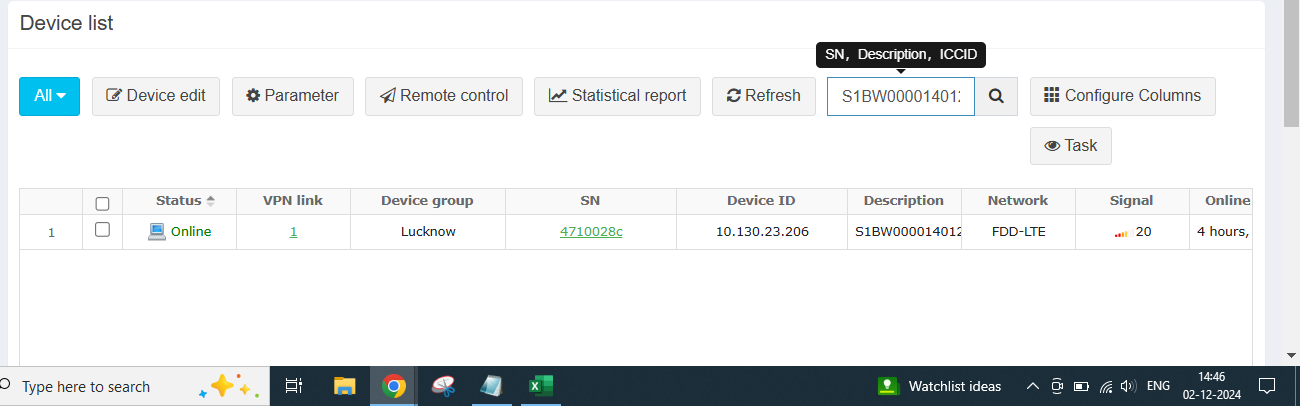 Device list
SN, Description, ICCID
All Device edit Parameter Remote control Statistical report Refresh S1BW000014012 Configure Columns
Task
Status VPN link Device group SN Device ID Description Network Signal Online
1 Online 1 Lucknow 4710028c 10.130.23.206 S1BW000014012 FDD-LTE 20 4 hours,
Type here to search Watchlist ideas ENG 14:46
02-12-2024